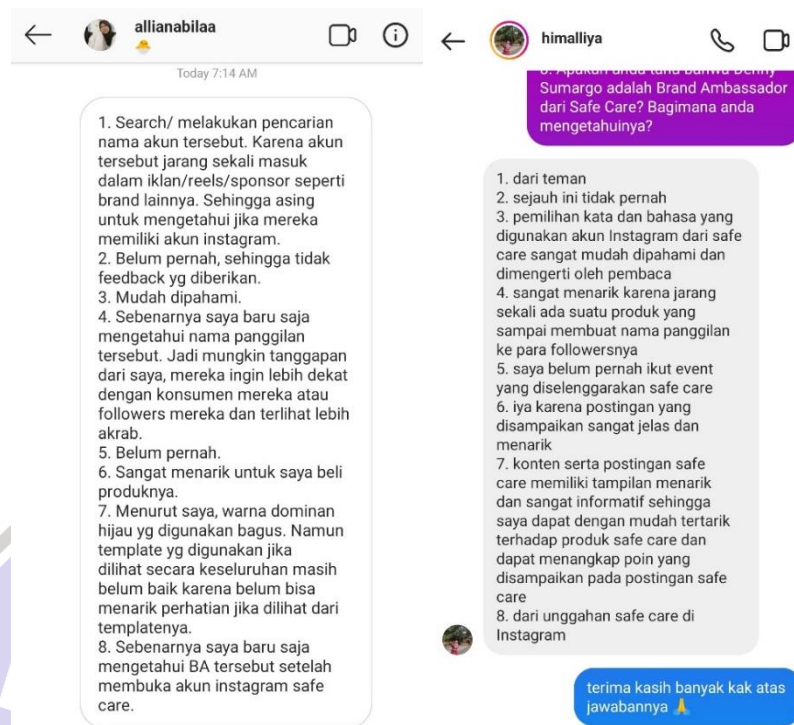 allianabilaa
Today 7:14 AM
1. Search/ melakukan pencarian
nama akun tersebut. Karena akun
tersebut jarang sekali masuk
dalam iklan/reels/sponsor seperti
brand lainnya. Sehingga asing
untuk mengetahui jika mereka
memiliki akun instagram.
2. Belum pernah, sehingga tidak
feedback yg diberikan.
3. Mudah dipahami.
4. Sebenarnya saya baru saja
mengetahui nama panggilan
tersebut. Jadi mungkin tanggapan
dari saya, mereka ingin lebih dekat
dengan konsumen mereka atau
followers mereka dan terlihat lebih
akrab.
5. Belum pernah.
6. Sangat menarik untuk saya beli
produknya.
7. Menurut saya, warna dominan
hijau yg digunakan bagus. Namun
template yg digunakan jika
dilihat secara keseluruhan masih
belum baik karena belum bisa
menarik perhatian jika dilihat dari
templatenya.
8. Sebenarnya saya baru saja
mengetahui BA tersebut setelah
membuka akun instagram safe
care.
himalliya
8. Apakah anda tahu bahwa Denny
Sumargo adalah Brand Ambassador
dari Safe Care? Bagimana anda
mengetahuinya?
1. dari teman
2. sejauh ini tidak pernah
3. pemilihan kata dan bahasa yang
digunakan akun Instagram dari safe
care sangat mudah dipahami dan
dimengerti oleh pembaca
4. sangat menarik karena jarang
sekali ada suatu produk yang
sampai membuat nama panggilan
ke para followersnya
5. saya belum pernah ikut event
yang diselenggarakan safe care
6. iya karena postingan yang
disampaikan sangat jelas dan
menarik
7. konten serta postingan safe
care memiliki tampilan menarik
dan sangat informatif sehingga
saya dapat dengan mudah tertarik
terhadap produk safe care dan
dapat menangkap poin yang
disampaikan pada postingan safe
care
8. dari unggahan safe care di
Instagram
terima kasih banyak kak atas
jawabannya 🙏